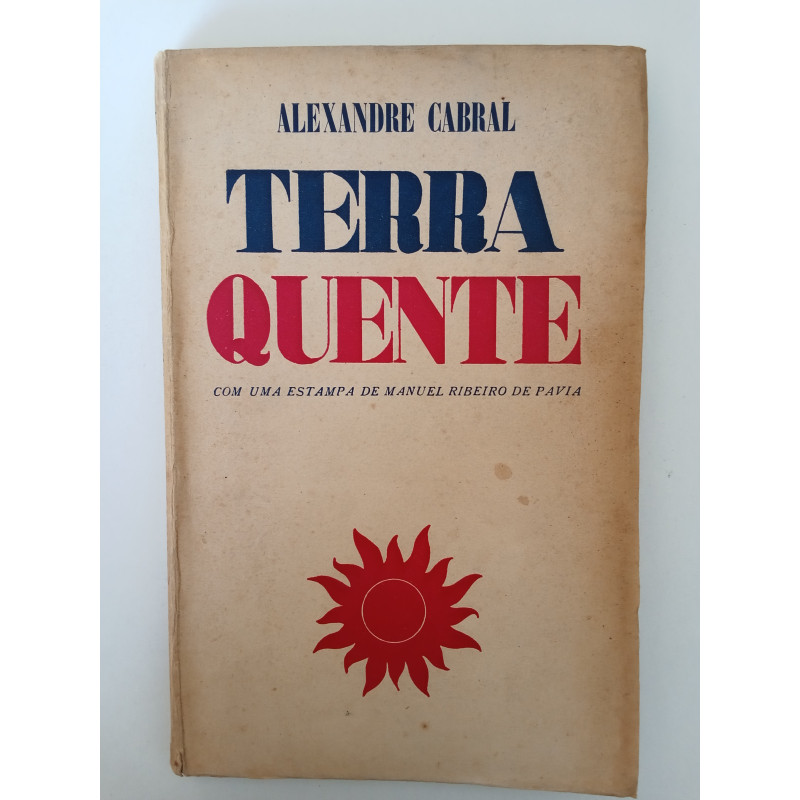 ALEXANDRE CABRAL
TERRA
QUENTE
COM UMA ESTAMPA DE MANUEL RIBEIRO DE PAVIA